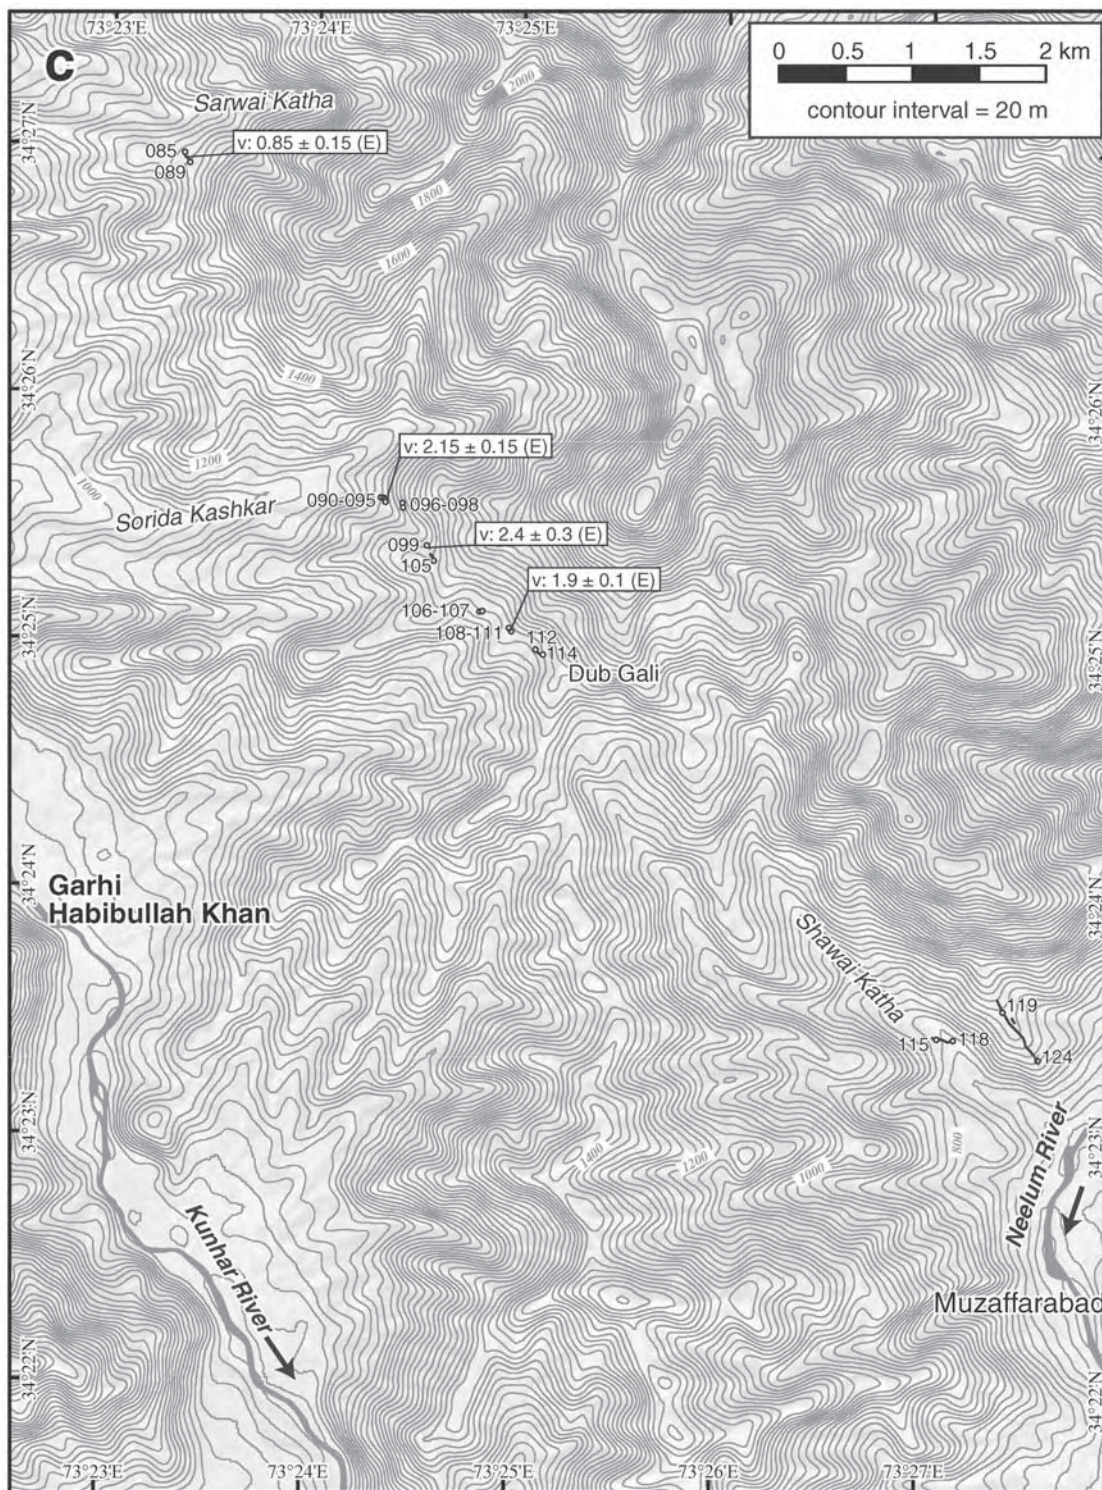 73°23'E
73°24'E
73°25'E
C
0 0.5 1 1.5 2 km
contour interval = 20 m
2000
Sarwai Katha
34°27'N
v: 0.85 ± 0.15 (E)
085
089
1800
1600
34°26'N
34°26'N
1400
v: 2.15 ± 0.15 (E)
1200
1000
090-095
096-098
Sorida Kashkar
v: 2.4 ± 0.3 (E)
099
105
v: 1.9 ± 0.1 (E)
106-107
34°25'N
108-111
112
114
34°25'N
Dub Gali
34°24'N
Garhi
Habibullah Khan
34°24'N
Shawai Katha
119
115
118
124
34°23'N
34°23'N
800
1400
1200
1000
Neelum River
Kunhar River
Muzaffarabad
34°22'N
34°22'N
73°23'E
73°24'E
73°25'E
73°26'E
73°27'E